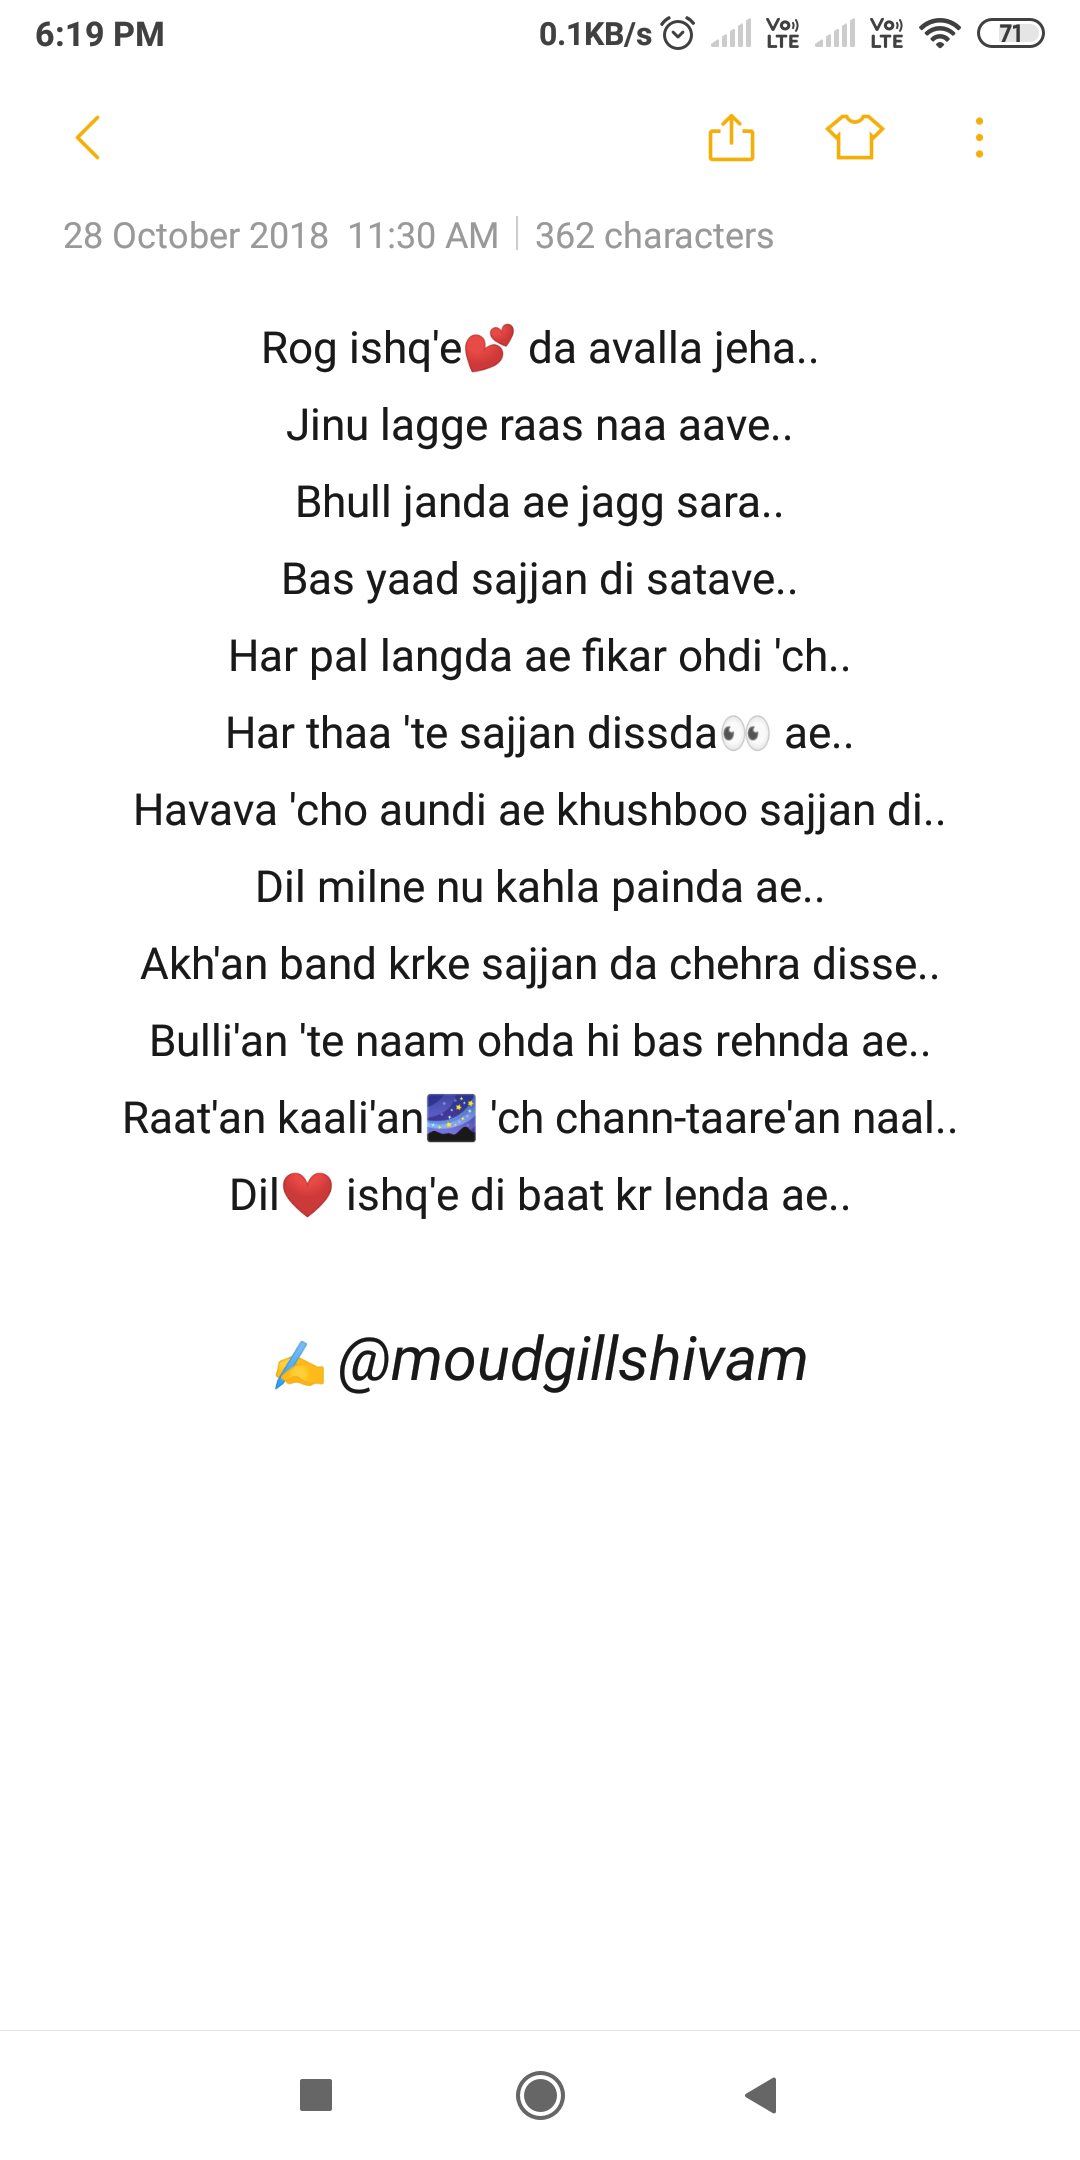 6:19 PM 0.1KB/s Vo)) LTE Vo)) LTE 71
28 October 2018 11:30 AM | 362 characters
Rog ishq'e💕 da avalla jeha..
Jinu lagge raas naa aave..
Bhull janda ae jagg sara..
Bas yaad sajjan di satave..
Har pal langda ae fikar ohdi 'ch..
Har thaa 'te sajjan dissda👀 ae..
Havava 'cho aundi ae khushboo sajjan di..
Dil milne nu kahla painda ae..
Akh'an band krke sajjan da chehra disse..
Bulli'an 'te naam ohda hi bas rehnda ae..
Raat'an kaali'an🌌 'ch chann-taare'an naal..
Dil❤️ ishq'e di baat kr lenda ae..
✍️ @moudgillshivam